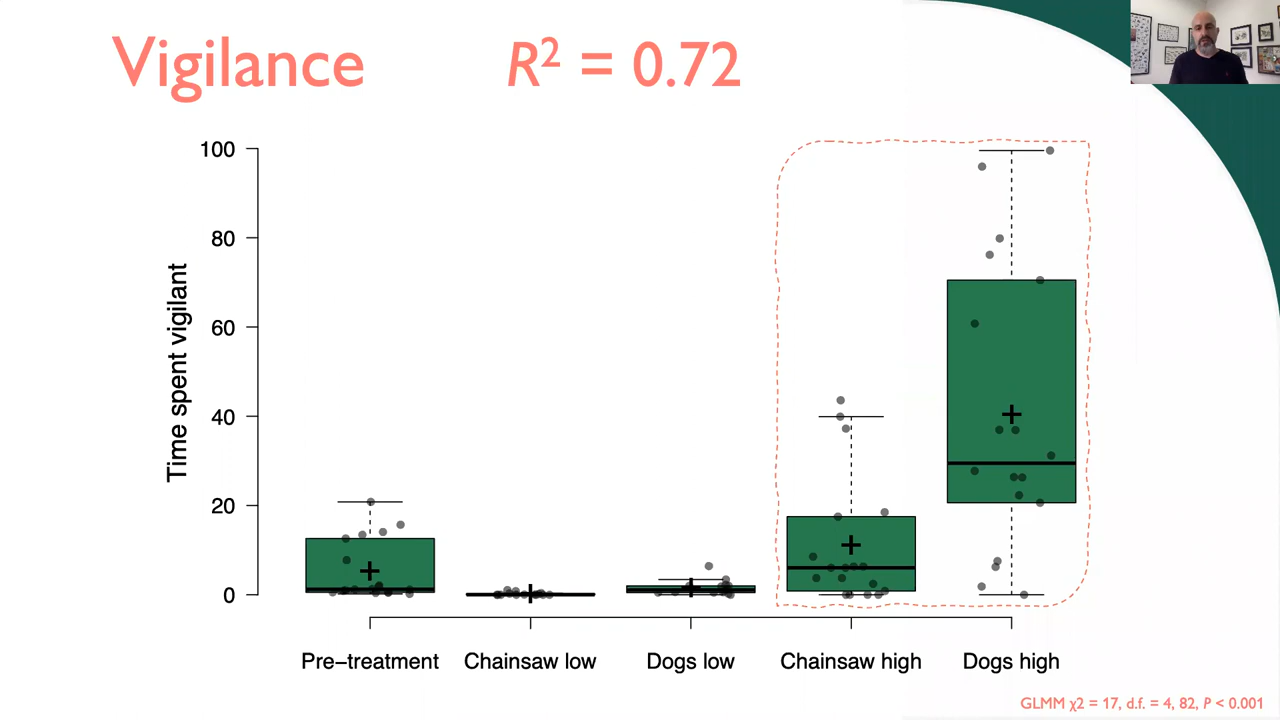 Vigilance R² = 0.72
100
80
60
40
20
0
Time spent vigilant
Pre−treatment Chainsaw low Dogs low Chainsaw high Dogs high
GLMM χ2 = 17, d.f. = 4, 82, P < 0.001